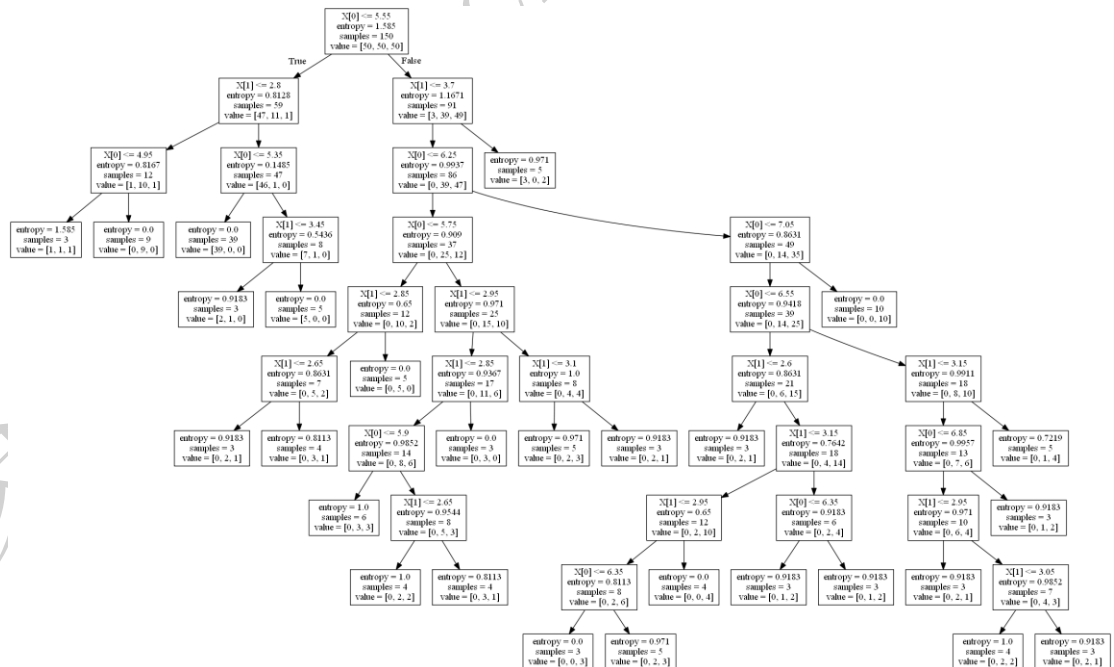 X[0] <= 5.55
entropy = 1.585
samples = 150
value = [50, 50, 50]
True
False
X[1] <= 2.8
entropy = 0.8128
samples = 59
value = [47, 11, 1]
X[1] <= 3.7
entropy = 1.1671
samples = 91
value = [3, 39, 49]
X[0] <= 4.95
entropy = 0.8167
samples = 12
value = [1, 10, 1]
X[0] <= 5.35
entropy = 0.1485
samples = 47
value = [46, 1, 0]
X[0] <= 6.25
entropy = 0.9937
samples = 86
value = [0, 39, 47]
entropy = 0.971
samples = 5
value = [3, 0, 2]
entropy = 1.585
samples = 3
value = [1, 1, 1]
entropy = 0.0
samples = 9
value = [0, 9, 0]
entropy = 0.0
samples = 39
value = [39, 0, 0]
X[1] <= 3.45
entropy = 0.5436
samples = 8
value = [7, 1, 0]
X[0] <= 5.75
entropy = 0.909
samples = 37
value = [0, 25, 12]
X[0] <= 7.05
entropy = 0.8631
samples = 49
value = [0, 14, 35]
entropy = 0.9183
samples = 3
value = [2, 1, 0]
entropy = 0.0
samples = 5
value = [5, 0, 0]
X[1] <= 2.85
entropy = 0.65
samples = 12
value = [0, 10, 2]
X[1] <= 2.95
entropy = 0.971
samples = 25
value = [0, 15, 10]
X[0] <= 6.55
entropy = 0.9418
samples = 39
value = [0, 14, 25]
entropy = 0.0
samples = 10
value = [0, 0, 10]
X[1] <= 2.65
entropy = 0.8631
samples = 7
value = [0, 5, 2]
entropy = 0.0
samples = 5
value = [0, 5, 0]
X[1] <= 2.85
entropy = 0.9367
samples = 17
value = [0, 11, 6]
X[1] <= 3.1
entropy = 1.0
samples = 8
value = [0, 4, 4]
X[1] <= 2.6
entropy = 0.8631
samples = 21
value = [0, 6, 15]
X[1] <= 3.15
entropy = 0.9911
samples = 18
value = [0, 8, 10]
entropy = 0.9183
samples = 3
value = [0, 2, 1]
entropy = 0.8113
samples = 4
value = [0, 3, 1]
X[0] <= 5.9
entropy = 0.9852
samples = 14
value = [0, 8, 6]
entropy = 0.0
samples = 3
value = [0, 3, 0]
entropy = 0.971
samples = 5
value = [0, 2, 3]
entropy = 0.9183
samples = 3
value = [0, 2, 1]
entropy = 0.9183
samples = 3
value = [0, 2, 1]
X[1] <= 3.15
entropy = 0.7642
samples = 18
value = [0, 4, 14]
X[0] <= 6.85
entropy = 0.9957
samples = 13
value = [0, 7, 6]
entropy = 0.7219
samples = 5
value = [0, 1, 4]
entropy = 1.0
samples = 6
value = [0, 3, 3]
X[1] <= 2.65
entropy = 0.9544
samples = 8
value = [0, 5, 3]
X[1] <= 2.95
entropy = 0.65
samples = 12
value = [0, 2, 10]
X[0] <= 6.35
entropy = 0.9183
samples = 6
value = [0, 2, 4]
X[1] <= 2.95
entropy = 0.971
samples = 10
value = [0, 6, 4]
entropy = 0.9183
samples = 3
value = [0, 1, 2]
entropy = 1.0
samples = 4
value = [0, 2, 2]
entropy = 0.8113
samples = 4
value = [0, 3, 1]
X[0] <= 6.35
entropy = 0.8113
samples = 8
value = [0, 2, 6]
entropy = 0.0
samples = 4
value = [0, 0, 4]
entropy = 0.9183
samples = 3
value = [0, 1, 2]
entropy = 0.9183
samples = 3
value = [0, 1, 2]
entropy = 0.9183
samples = 3
value = [0, 2, 1]
X[1] <= 3.05
entropy = 0.9852
samples = 7
value = [0, 4, 3]
entropy = 0.0
samples = 3
value = [0, 0, 3]
entropy = 0.971
samples = 5
value = [0, 2, 3]
entropy = 1.0
samples = 4
value = [0, 2, 2]
entropy = 0.9183
samples = 3
value = [0, 2, 1]